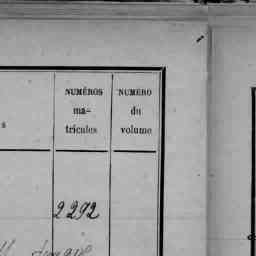 NUMÉROS
ma-
tricules
NUMÉRO
du
volume
s
2292